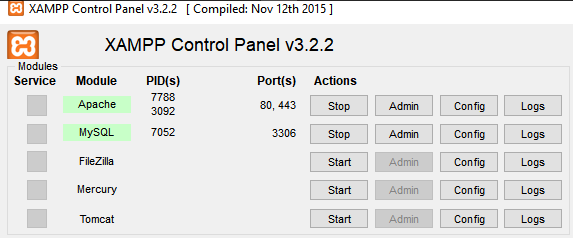 XAMPP Control Panel v3.2.2 [ Compiled: Nov 12th 2015 ]
XAMPP Control Panel v3.2.2
Modules
Service Module PID(s) Port(s) Actions
Apache 7788 3092 80, 443 Stop Admin Config Logs
MySQL 7052 3306 Stop Admin Config Logs
FileZilla Start Admin Config Logs
Mercury Start Admin Config Logs
Tomcat Start Admin Config Logs